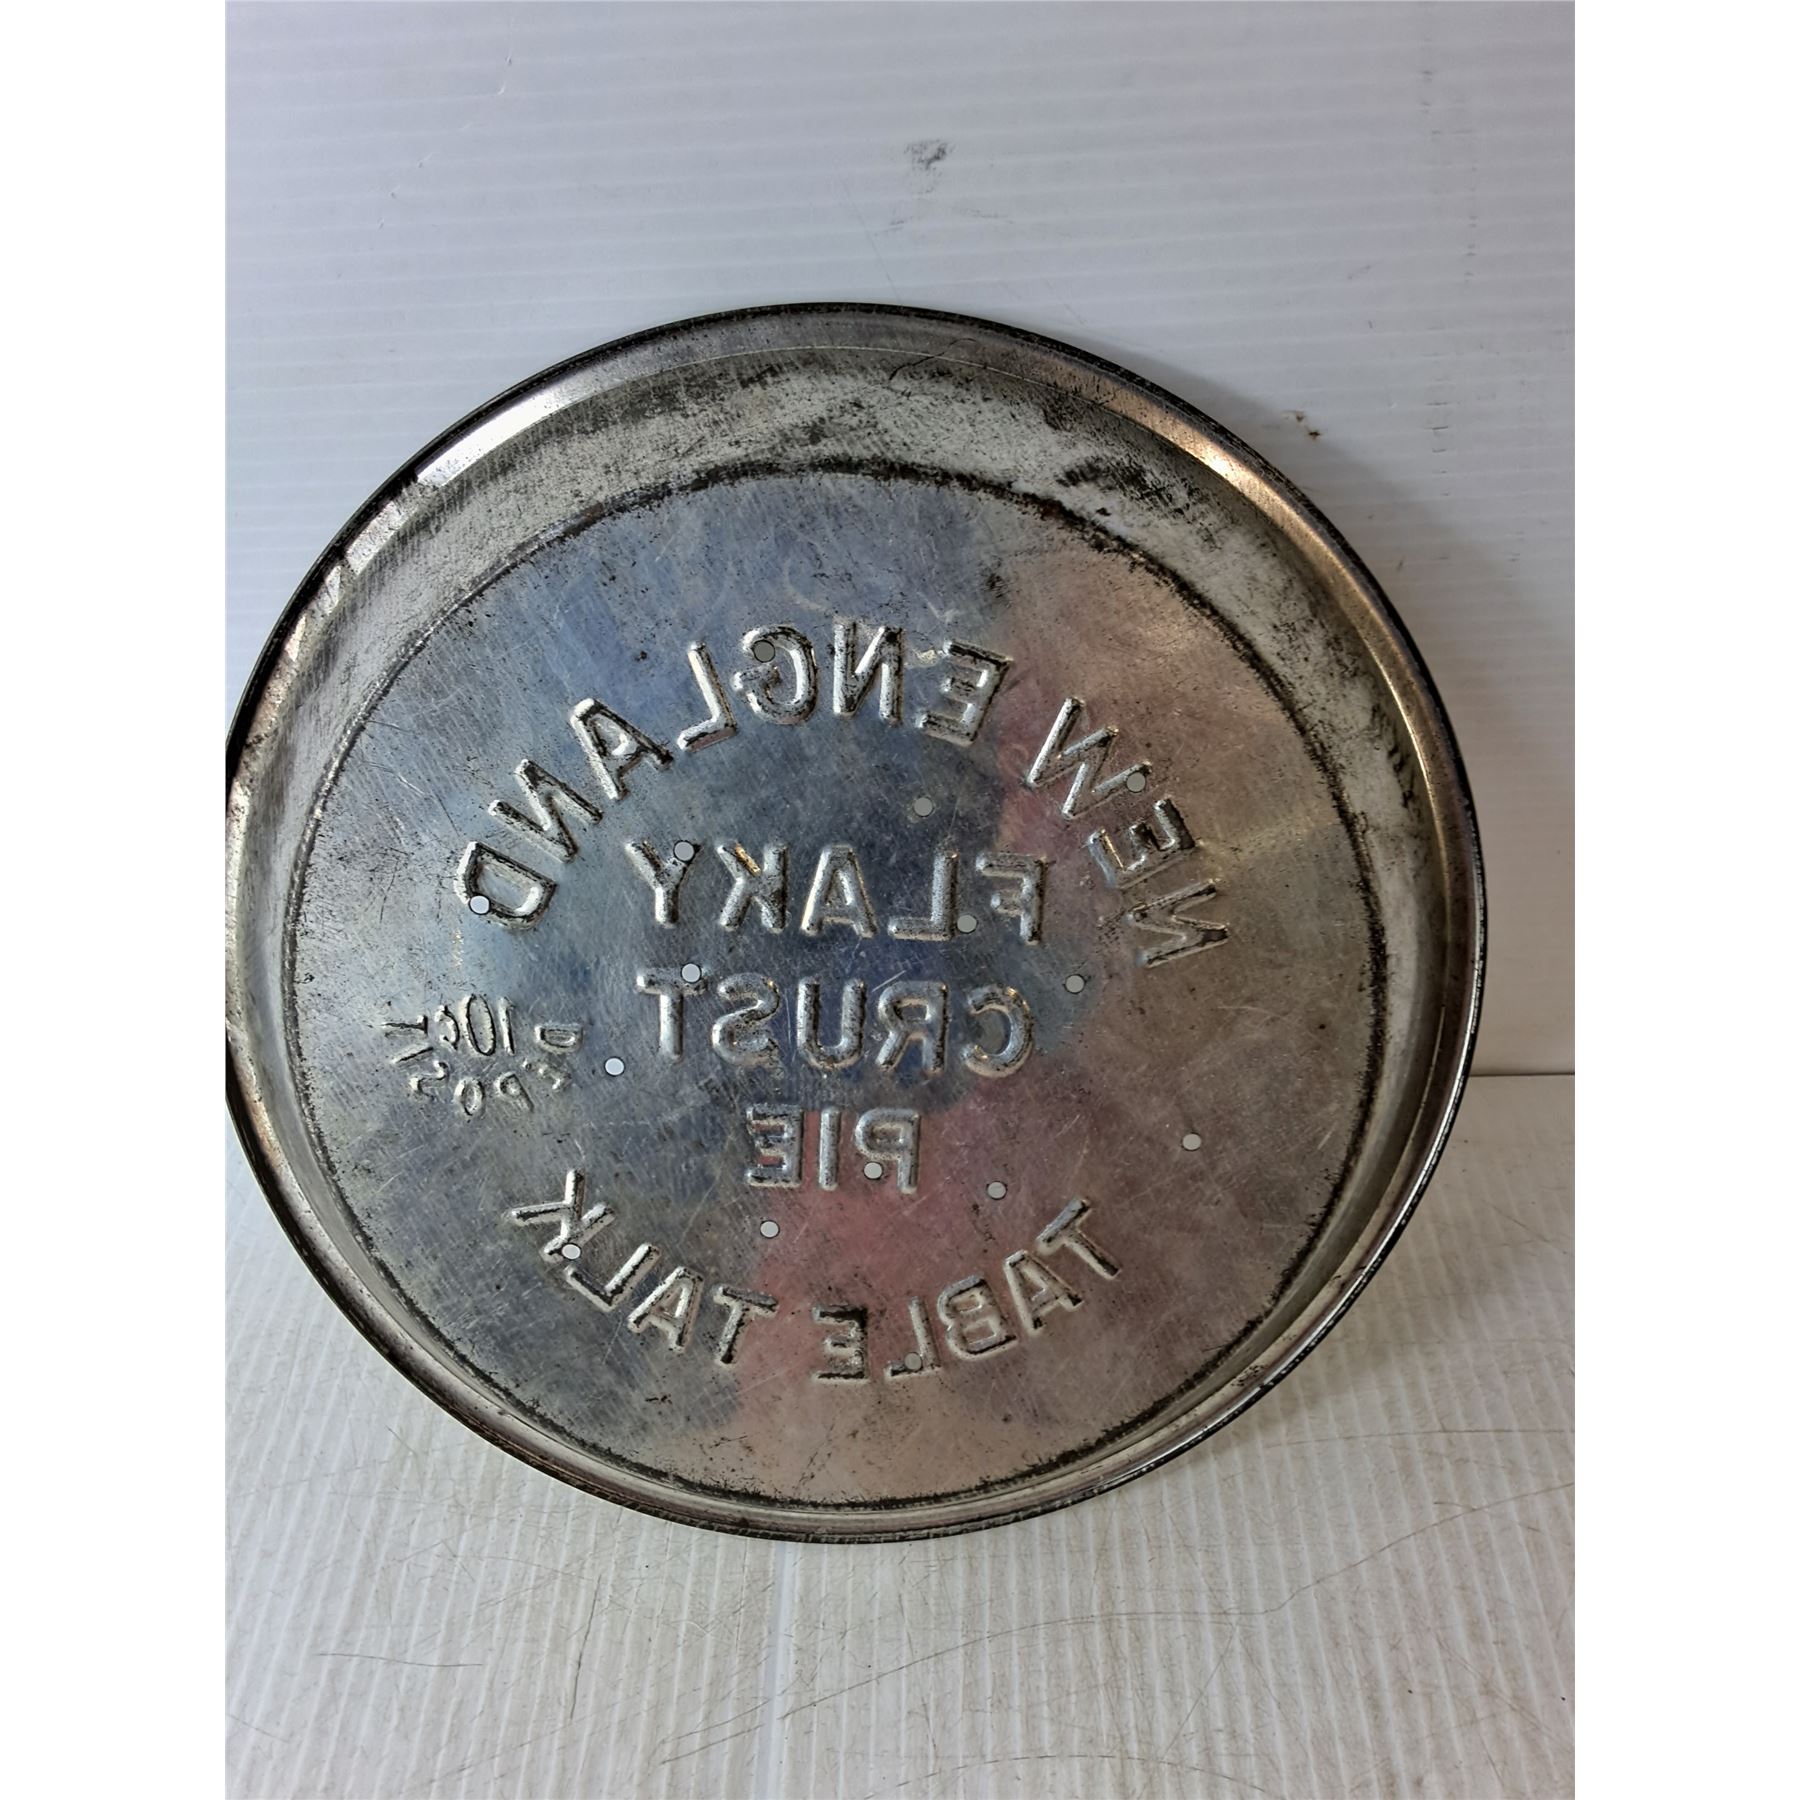 NEW ENGLAND
FLAKY
CRUST
PIE
TABLE TALK
10¢
DEPOSIT